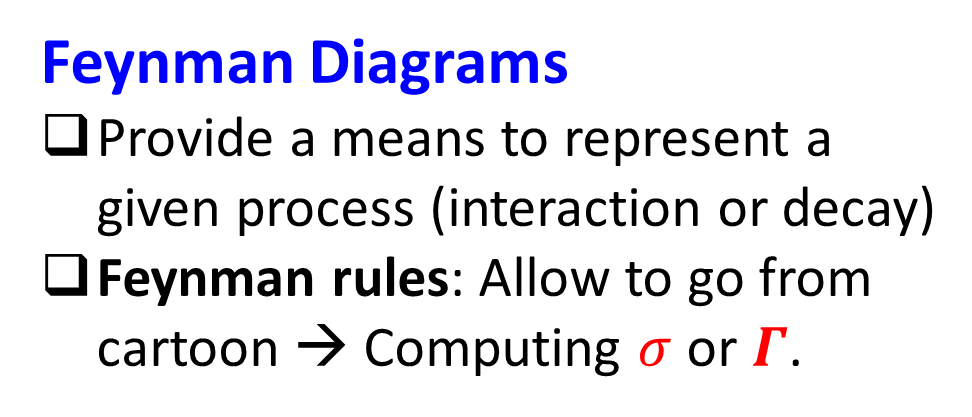 Feynman Diagrams
❑Provide a means to represent a
given process (interaction or decay)
❑Feynman rules: Allow to go from
cartoon → Computing σ or Γ.